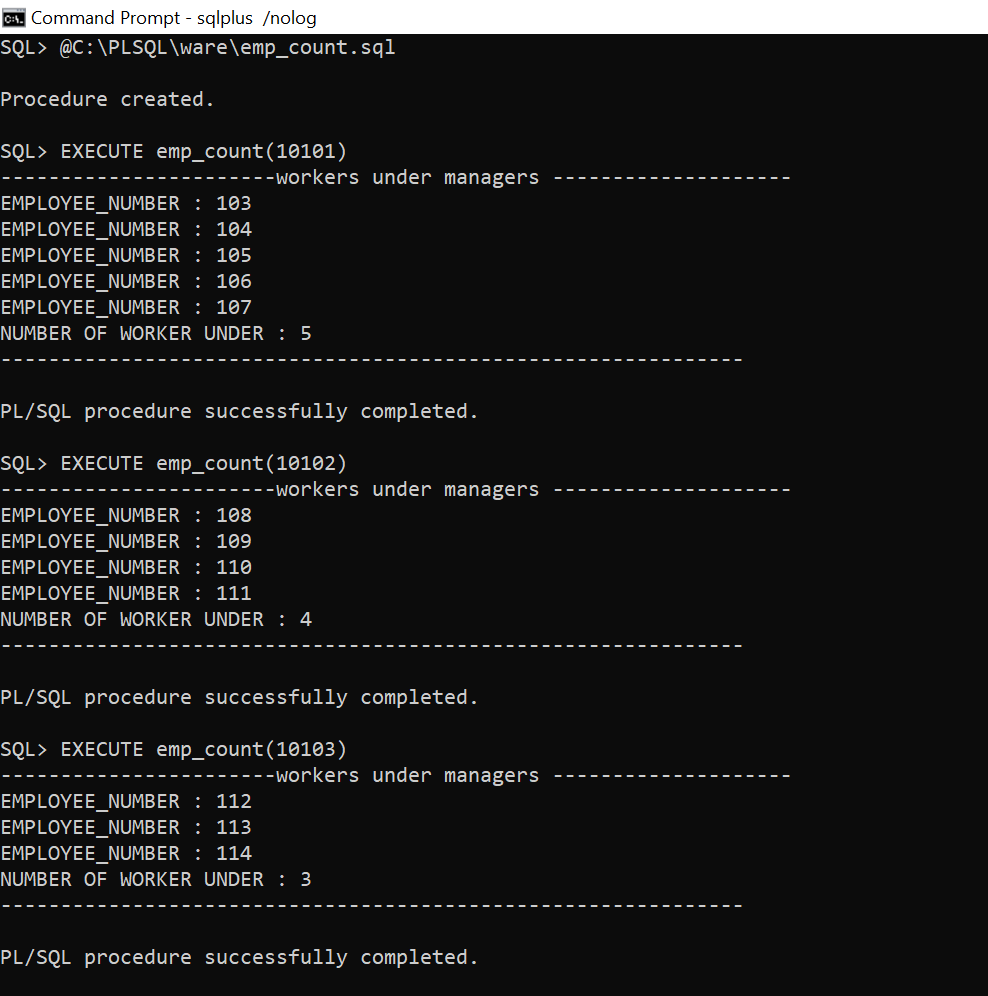 Command Prompt - sqlplus  /nolog
SQL> @C:\PLSQL\ware\emp_count.sql
Procedure created.
SQL> EXECUTE emp_count(10101)
-----------------------workers under managers --------------------
EMPLOYEE_NUMBER : 103
EMPLOYEE_NUMBER : 104
EMPLOYEE_NUMBER : 105
EMPLOYEE_NUMBER : 106
EMPLOYEE_NUMBER : 107
NUMBER OF WORKER UNDER : 5
--------------------------------------------------------------
PL/SQL procedure successfully completed.
SQL> EXECUTE emp_count(10102)
-----------------------workers under managers --------------------
EMPLOYEE_NUMBER : 108
EMPLOYEE_NUMBER : 109
EMPLOYEE_NUMBER : 110
EMPLOYEE_NUMBER : 111
NUMBER OF WORKER UNDER : 4
--------------------------------------------------------------
PL/SQL procedure successfully completed.
SQL> EXECUTE emp_count(10103)
-----------------------workers under managers --------------------
EMPLOYEE_NUMBER : 112
EMPLOYEE_NUMBER : 113
EMPLOYEE_NUMBER : 114
NUMBER OF WORKER UNDER : 3
--------------------------------------------------------------
PL/SQL procedure successfully completed.